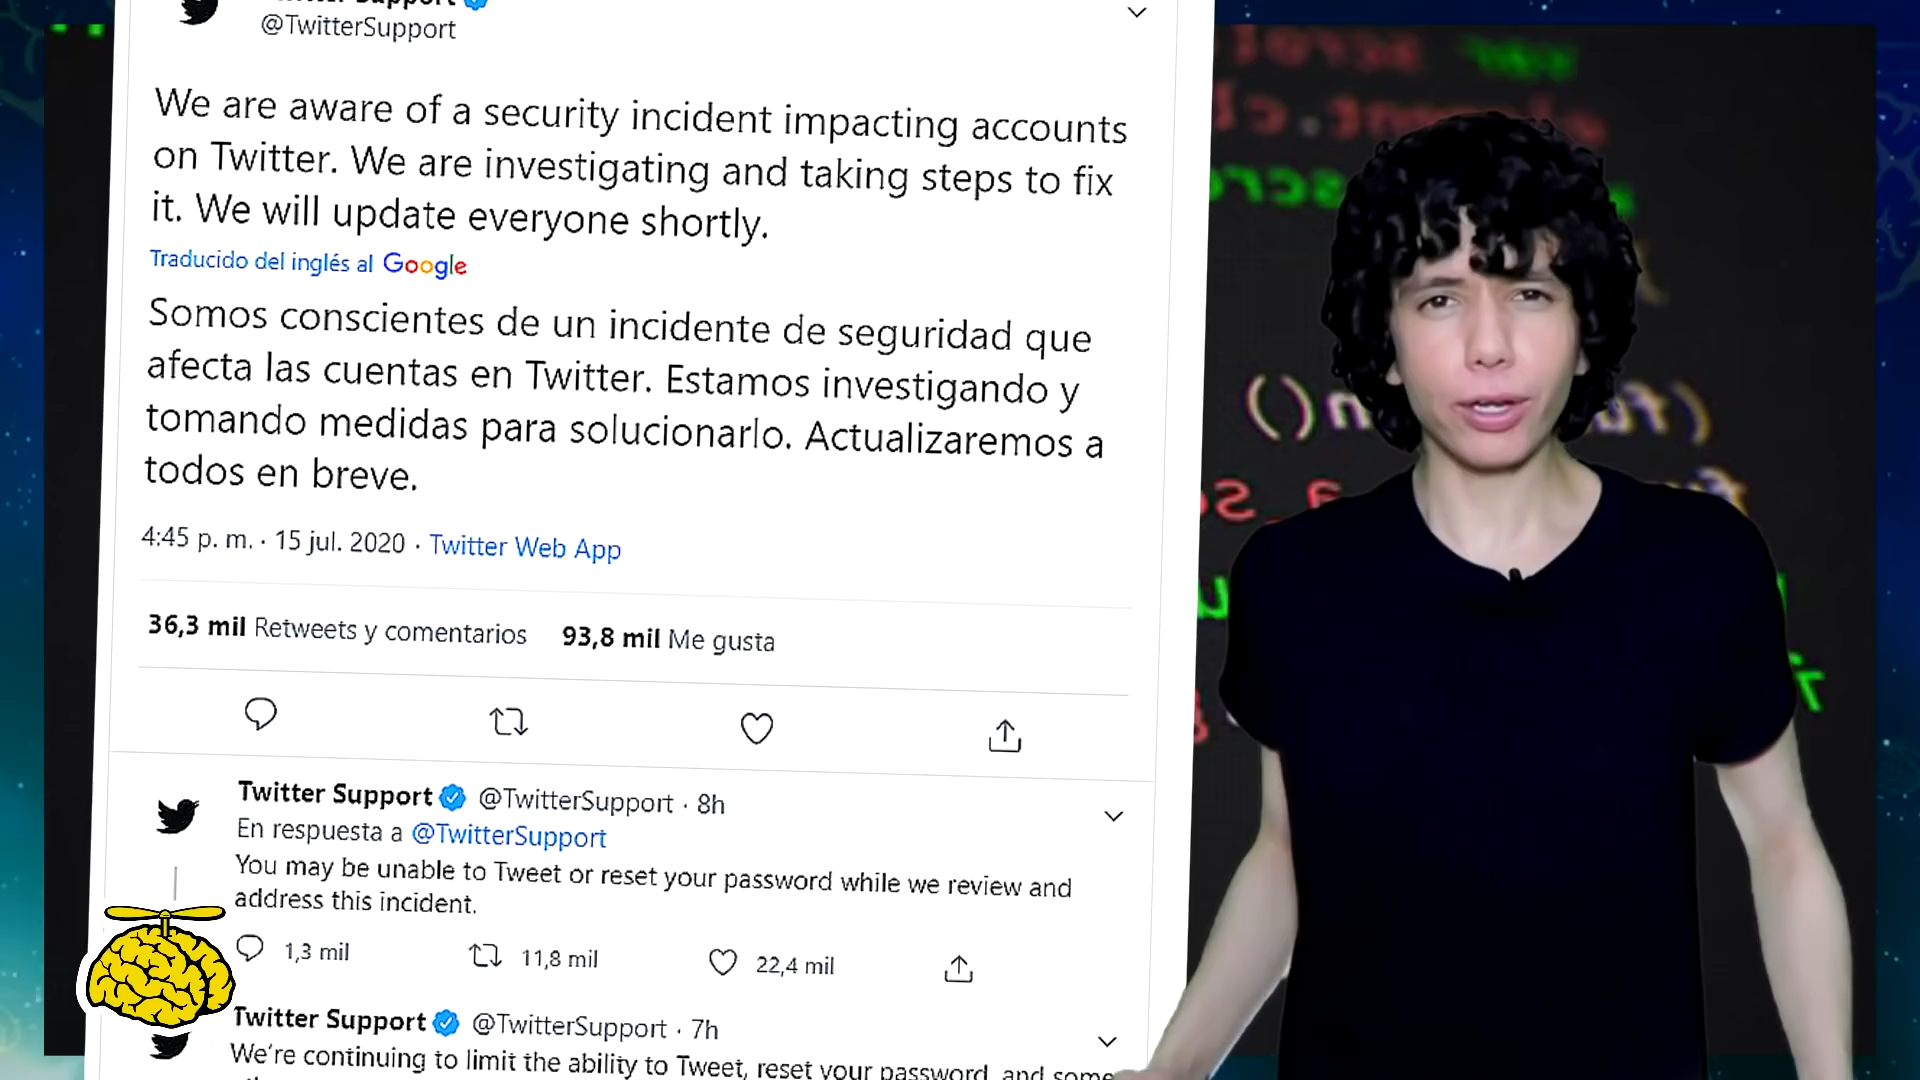 @TwitterSupport
We are aware of a security incident impacting accounts
on Twitter. We are investigating and taking steps to fix
it. We will update everyone shortly.
Traducido del inglés al Google
Somos conscientes de un incidente de seguridad que
afecta las cuentas en Twitter. Estamos investigando y
tomando medidas para solucionarlo. Actualizaremos a
todos en breve.
4:45 p. m. · 15 jul. 2020 · Twitter Web App
36,3 mil Retweets y comentarios 93,8 mil Me gusta
Twitter Support @TwitterSupport · 8h
En respuesta a @TwitterSupport
You may be unable to Tweet or reset your password while we review and
address this incident.
1,3 mil 11,8 mil 22,4 mil
Twitter Support @TwitterSupport · 7h
We're continuing to limit the ability to Tweet, reset your password, and some